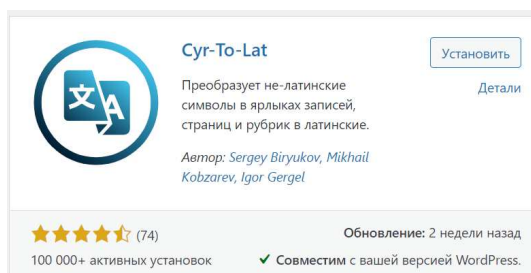 Cyr-To-Lat
Установить
Преобразует не-латинские
символы в ярлыках записей,
страниц и рубрик в латинские.
Детали
Автор: Sergey Biryukov, Mikhail
Kobzarev, Igor Gergel
文 A
(74)
Обновление: 2 недели назад
100 000+ активных установок
✔ Совместим с вашей версией WordPress.